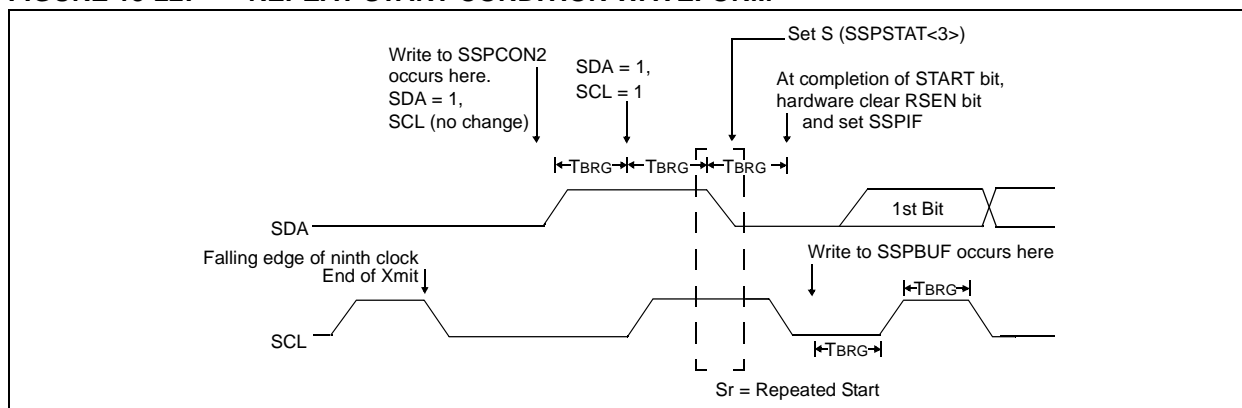 Set S (SSPSTAT<3>)
Write to SSPCON2
occurs here.
SDA = 1,
SCL (no change)
SDA = 1,
SCL = 1
At completion of START bit,
hardware clear RSEN bit
and set SSPIF
TBRG TBRG TBRG
1st Bit
SDA
Falling edge of ninth clock
End of Xmit
Write to SSPBUF occurs here
TBRG
SCL
TBRG
Sr = Repeated Start